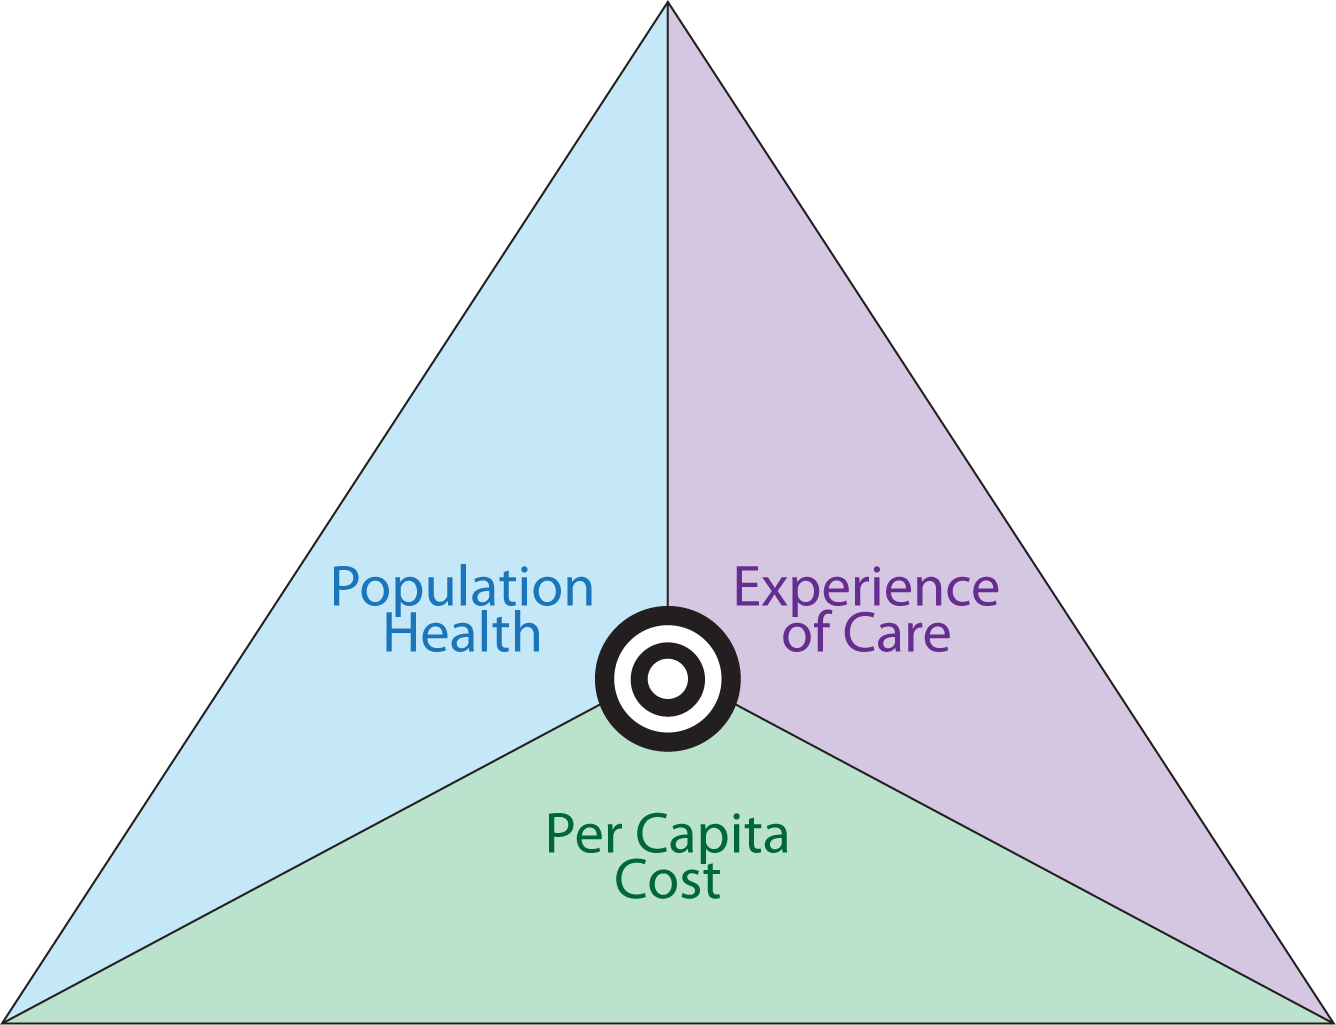 Population
Health
Experience
of Care
Per Capita
Cost